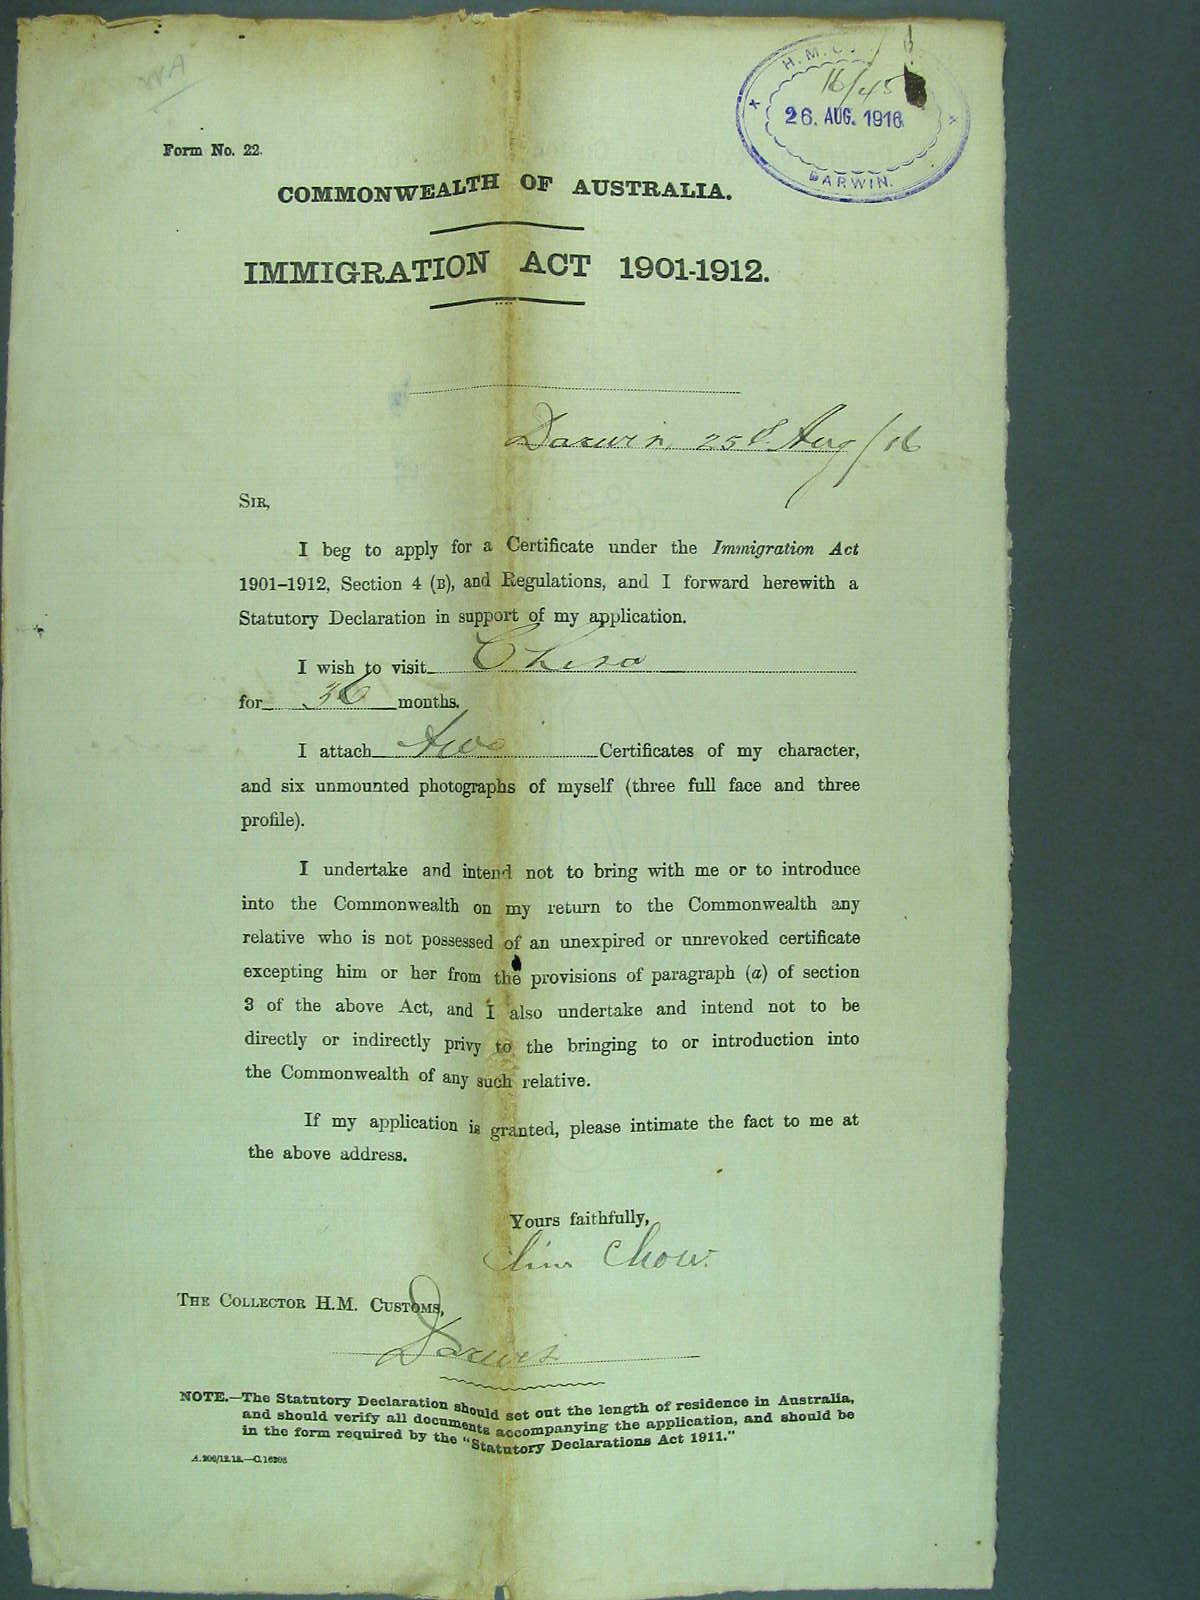 WA
H.M.C.
16/45
26. AUG. 1916
DARWIN.
Form No. 22.
COMMONWEALTH OF AUSTRALIA.
IMMIGRATION ACT 1901-1912.
Darwin, 25th Aug/16
SIR,
I beg to apply for a Certificate under the Immigration Act
1901-1912, Section 4 (B), and Regulations, and I forward herewith a
Statutory Declaration in support of my application.
I wish to visit China
for 36 months.
I attach two Certificates of my character,
and six unmounted photographs of myself (three full face and three
profile).
I undertake and intend not to bring with me or to introduce
into the Commonwealth on my return to the Commonwealth any
relative who is not possessed of an unexpired or unrevoked certificate
excepting him or her from the provisions of paragraph (a) of section
3 of the above Act, and I also undertake and intend not to be
directly or indirectly privy to the bringing to or introduction into
the Commonwealth of any such relative.
If my application is granted, please intimate the fact to me at
the above address.
Yours faithfully,
Chow.
THE COLLECTOR H.M. CUSTOMS,
Darwin
NOTE.—The Statutory Declaration should set out the length of residence in Australia,
and should verify all documents accompanying the application, and should be
in the form required by the "Statutory Declarations Act 1911."